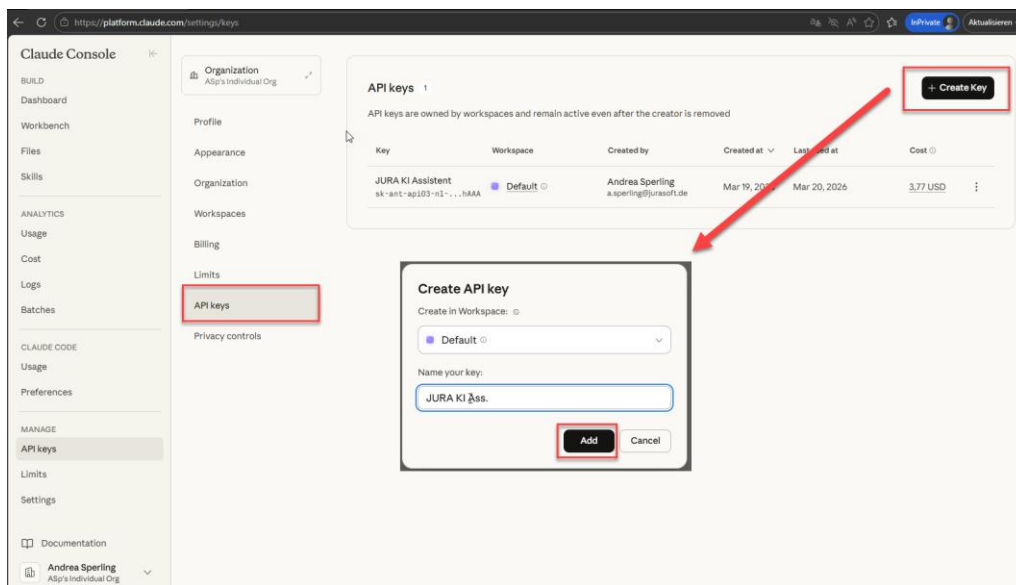 https://platform.claude.com/settings/keys
InPrivate
Aktualisieren
Claude Console
BUILD
Dashboard
Workbench
Files
Skills
ANALYTICS
Usage
Cost
Logs
Batches
CLAUDE CODE
Usage
Preferences
MANAGE
API keys
Limits
Settings
Documentation
Andrea Sperling
ASp's Individual Org
Organization
ASp's Individual Org
Profile
Appearance
Organization
Workspaces
Billing
Limits
API keys
Privacy controls
API keys 1
+ Create Key
API keys are owned by workspaces and remain active even after the creator is removed
Key Workspace Created by Created at Cost
JURA KI Assistent
sk-ant-api03-nl-...hAAA
Default
Andrea Sperling
a.sperling@jurasoft.de
Mar 19, Mar 20, 2026 3,77 USD
Create API key
Create in Workspace:
Default
Name your key:
JURA KI Ass.
Add Cancel